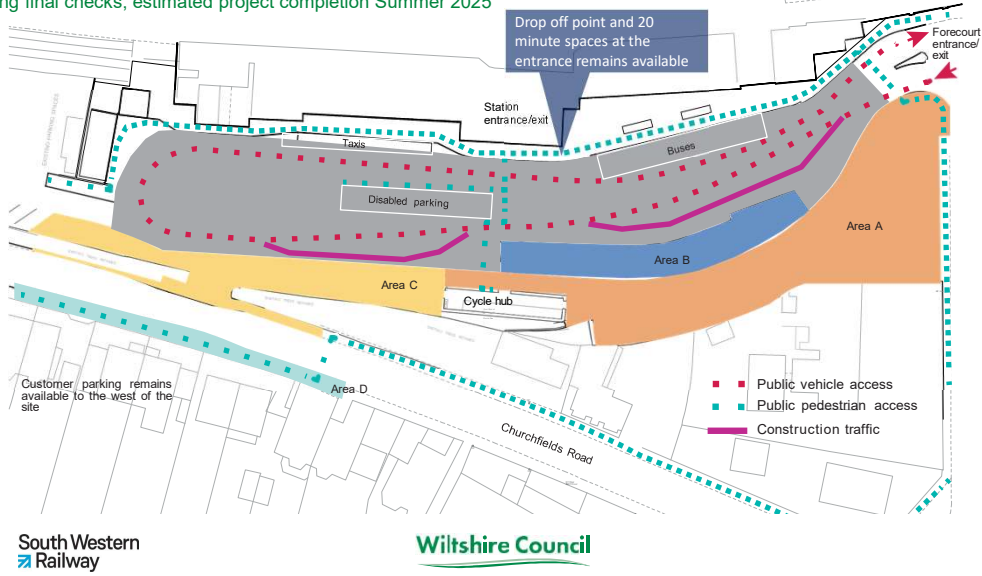 ng final checks, estimated project completion Summer 2025
Drop off point and 20
minute spaces at the
entrance remains available
Forecourt
entrance/
exit
Station
entrance/exit
Taxis
Buses
Disabled parking
Area A
Area B
Area C
Cycle hub
Customer parking remains
available to the west of the
site
Area D
Churchfields Road
Public vehicle access
Public pedestrian access
Construction traffic
South Western
Railway
Wiltshire Council